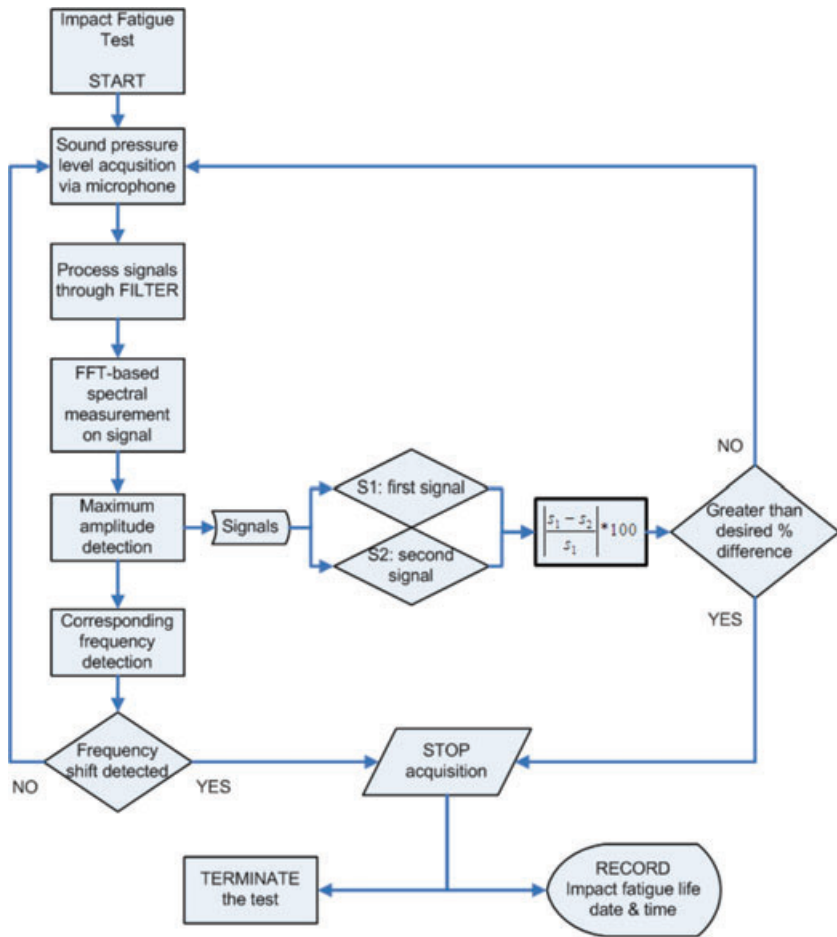 Impact Fatigue
Test
START
Sound pressure
level acqusition
via microphone
Process signals
through FILTER
FFT-based
spectral
measurement
on signal
Maximum
amplitude
detection
Signals
S1: first signal
S2: second
signal
|s₁ − s₂ / s₁| *100
NO
Greater than
desired %
difference
YES
Corresponding
frequency
detection
Frequency
shift detected
NO
YES
STOP
acquisition
TERMINATE
the test
RECORD
Impact fatigue life
date & time